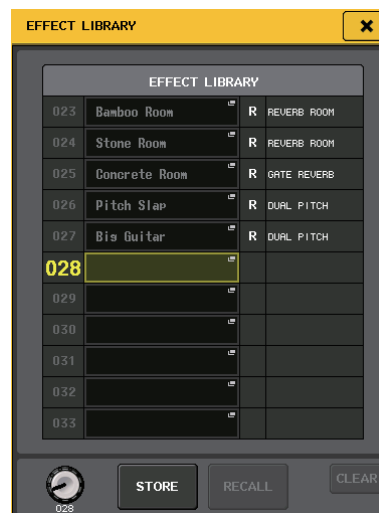 EFFECT LIBRARY
EFFECT LIBRARY
023 Bamboo Room R REVERB ROOM
024 Stone Room R REVERB ROOM
025 Concrete Room R GATE REVERB
026 Pitch Slap R DUAL PITCH
027 Big Guitar R DUAL PITCH
028
029
030
031
032
033
STORE RECALL CLEAR
028